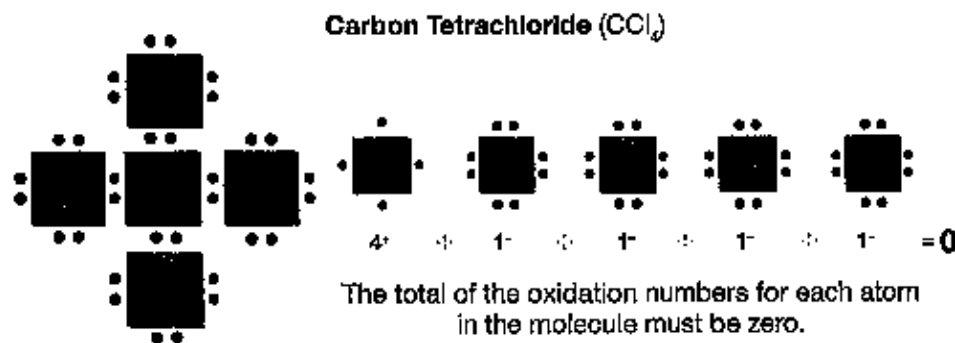 Carbon Tetrachloride (CCl₄)
4⁺ + 1⁻ + 1⁻ + 1⁻ + 1⁻ = 0
The total of the oxidation numbers for each atom
in the molecule must be zero.